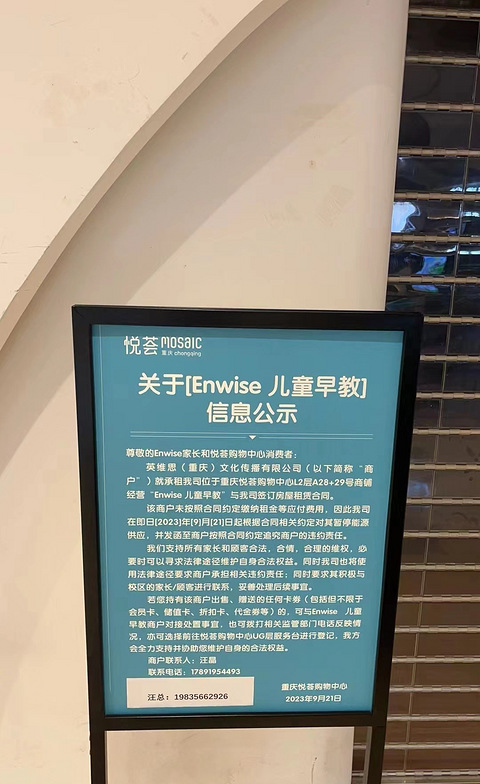 悦荟 MOSAIC
重庆 chongqing
关于[Enwise 儿童早教]
信息公示
尊敬的Enwise家长和悦荟购物中心消费者：
英维思（重庆）文化传播有限公司（以下简称“商
户”）就承租我司位于重庆悦荟购物中心L2层A28+29号商铺
经营“Enwise 儿童早教”与我司签订房屋租赁合同。
该商户未按照合同约定缴纳租金等应付费用，因此我司
在即日[2023]年[9]月[21]日起根据合同相关约定对其暂停能源
供应，并发函至商户按照合同约定追究商户的违约责任。
我们支持所有家长和顾客合法，合情，合理的维权，必
要时可以寻求法律途径维护自身合法权益。同时我司也将使
用法律途径要求商户承担相关违约责任；同时要求其积极与
校区的家长/顾客进行联系，妥善处理后续事宜。
若您持有该商户出售、赠送的任何卡券（包括但不限于
会员卡、储值卡、折扣卡、代金券等）的，可与Enwise 儿童
早教商户对接处置事宜，也可拨打相关监管部门电话反映情
况，亦可选择前往悦荟购物中心UG层服务台进行登记，我方
会全力支持并协助您维护自身的合法权益。
商户联系人：汪晶
联系电话：17891954493
汪总：19835662926
重庆悦荟购物中心
2023年9月21日